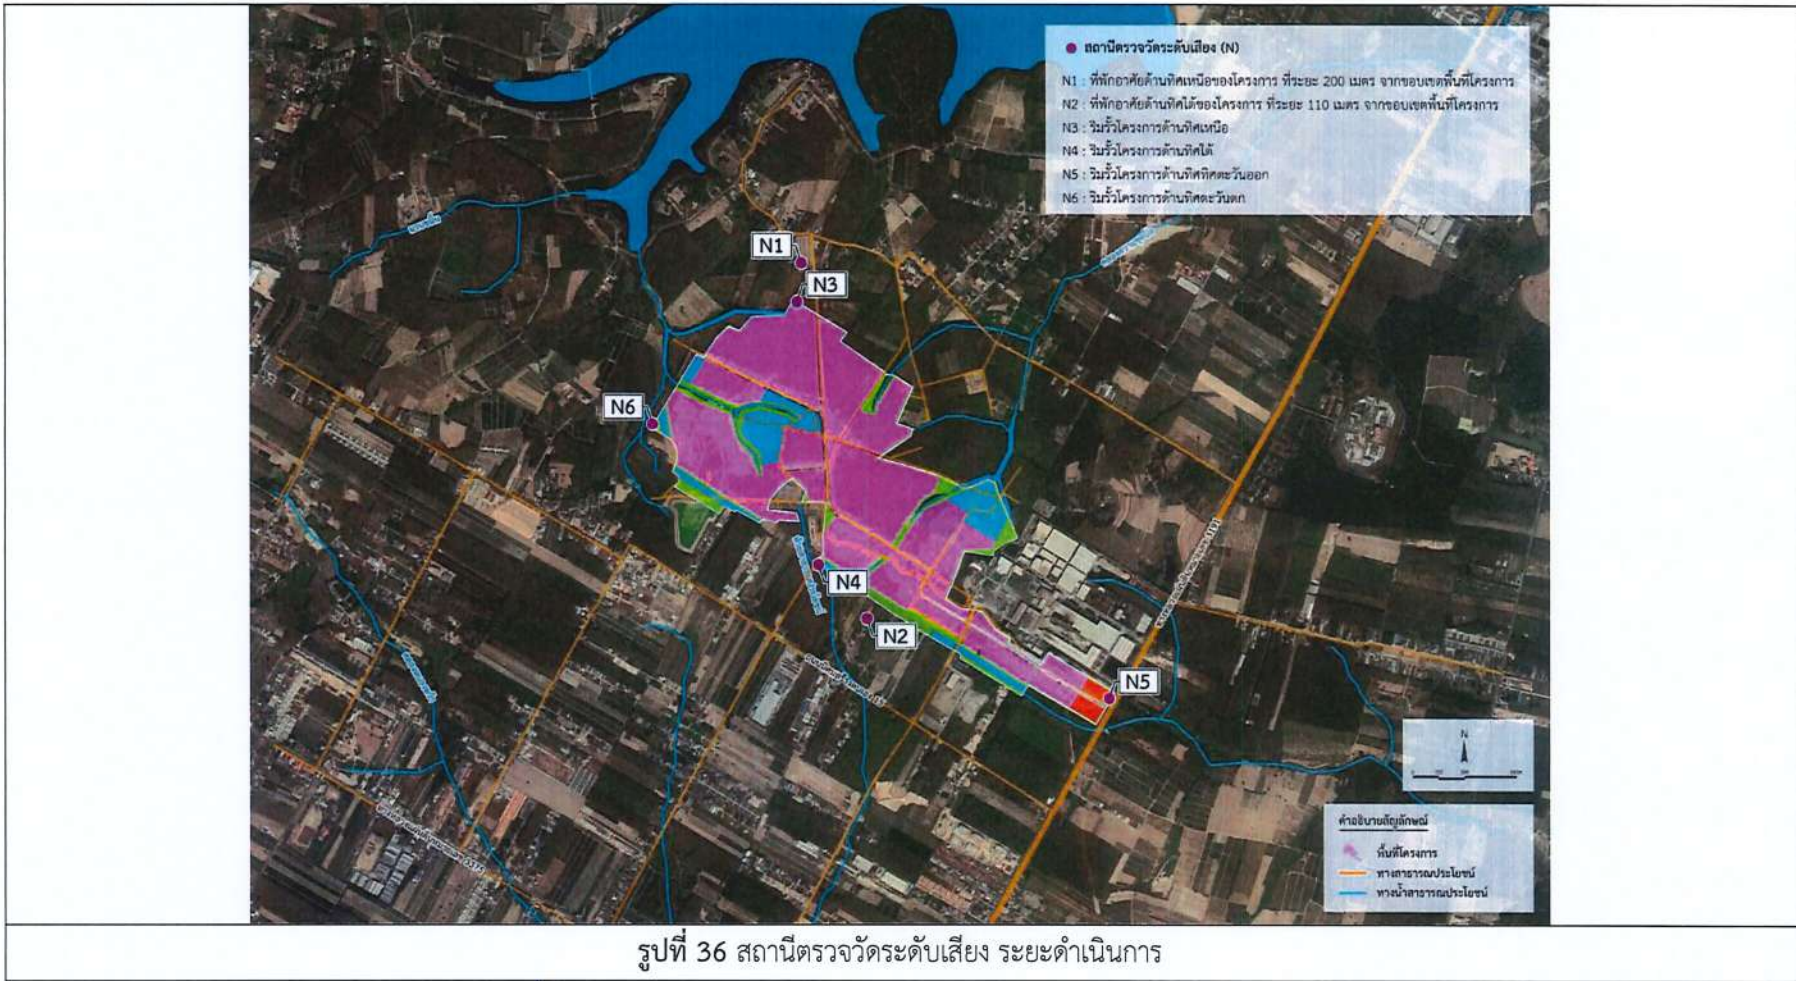 สถานีตรวจวัดระดับเสียง (N)
N1 : ที่พักอาศัยด้านทิศเหนือของโครงการ ที่ระยะ 200 เมตร จากขอบเขตพื้นที่โครงการ
N2 : ที่พักอาศัยด้านทิศใต้ของโครงการ ที่ระยะ 110 เมตร จากขอบเขตพื้นที่โครงการ
N3 : ริมรั้วโครงการด้านทิศเหนือ
N4 : ริมรั้วโครงการด้านทิศใต้
N5 : ริมรั้วโครงการด้านทิศทิศตะวันออก
N6 : ริมรั้วโครงการด้านทิศตะวันตก
N1
N3
N6
N4
N2
N5
N
คำอธิบายสัญลักษณ์
พื้นที่โครงการ
ทางสาธารณประโยชน์
ทางน้ำสาธารณประโยชน์
รูปที่ 36 สถานีตรวจวัดระดับเสียง ระยะดำเนินการ